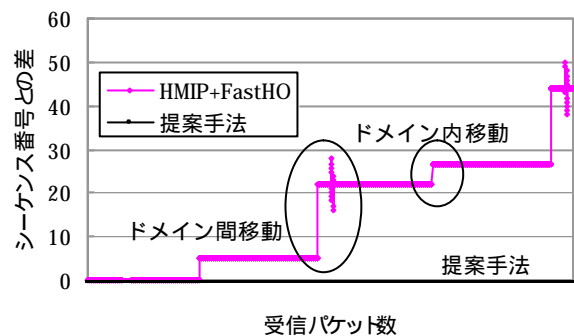 シーケンス番号との差
60
50
40
30
20
10
0
HMIP+FastHO
提案手法
ドメイン内移動
ドメイン間移動
提案手法
受信パケット数